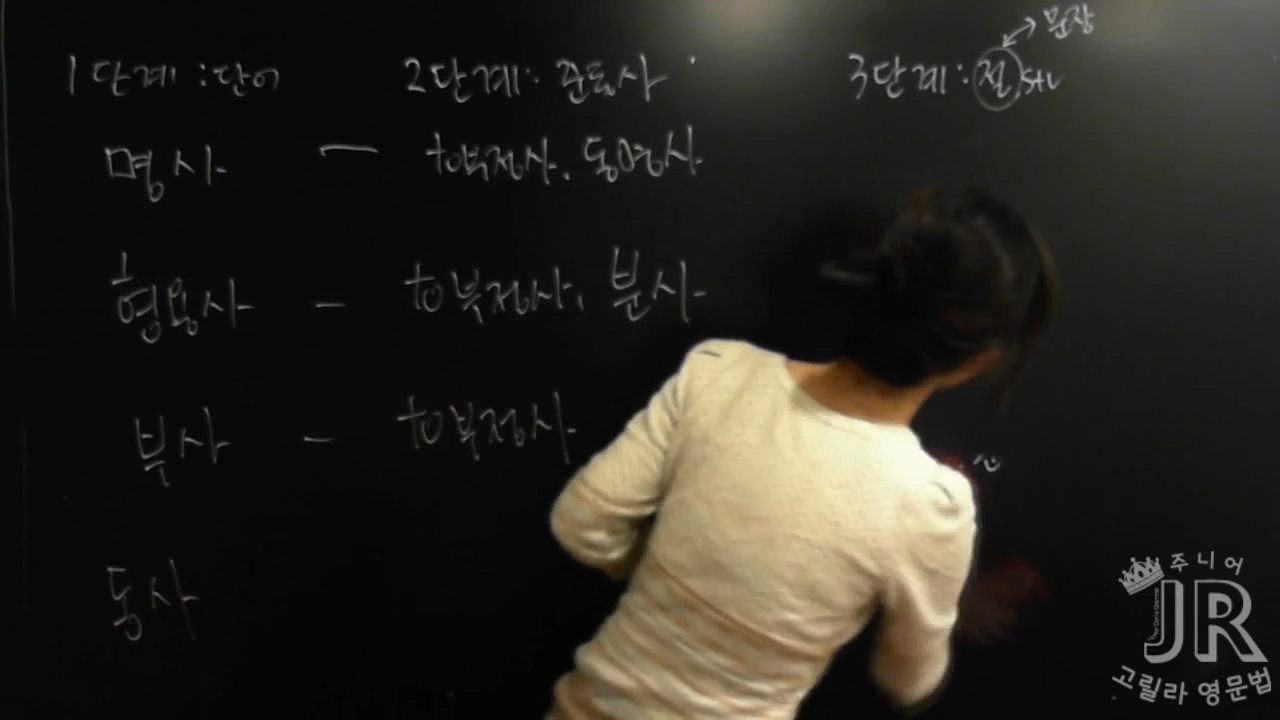 문장
1단계 : 단어 2단계 : 준동사 3단계 : 절 S+V
명사 – to부정사. 동명사
형용사 – to부정사. 분사
부사 – to부정사
동사
주니어
JR
고릴라 영문법